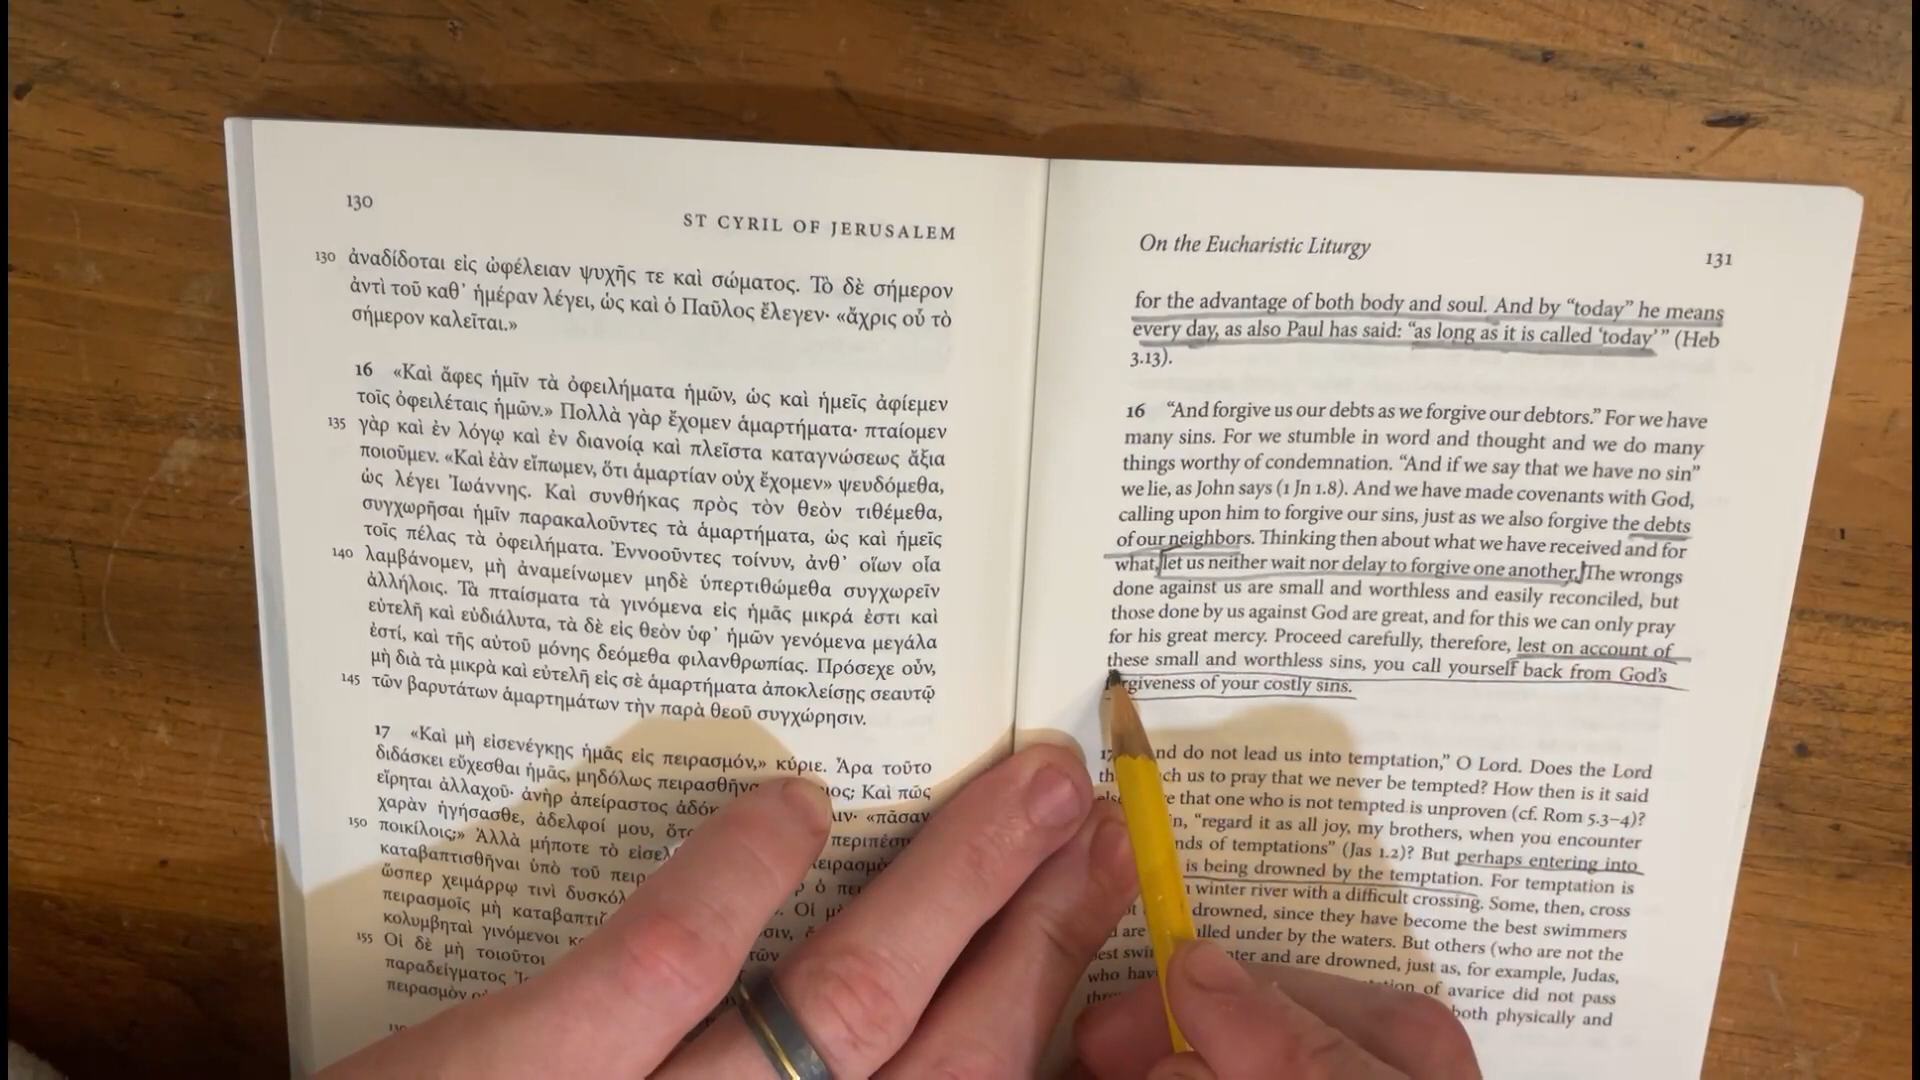 130
ST CYRIL OF JERUSALEM
130 ἀναδίδοται εἰς ὠφέλειαν ψυχῆς τε καὶ σώματος. Τὸ δὲ σήμερον
ἀντὶ τοῦ καθ᾽ ἡμέραν λέγει, ὡς καὶ ὁ Παῦλος ἔλεγεν· «ἄχρις οὗ τὸ
σήμερον καλεῖται.»
16 «Καὶ ἄφες ἡμῖν τὰ ὀφειλήματα ἡμῶν, ὡς καὶ ἡμεῖς ἀφίεμεν
τοῖς ὀφειλέταις ἡμῶν.» Πολλὰ γὰρ ἔχομεν ἁμαρτήματα· πταίομεν
135 γὰρ καὶ ἐν λόγῳ καὶ ἐν διανοίᾳ καὶ πλεῖστα καταγνώσεως ἄξια
ποιοῦμεν. «Καὶ ἐὰν εἴπωμεν, ὅτι ἁμαρτίαν οὐχ ἔχομεν» ψευδόμεθα,
ὡς λέγει Ἰωάννης. Καὶ συνθήκας πρὸς τὸν θεὸν τιθέμεθα,
συγχωρῆσαι ἡμῖν παρακαλοῦντες τὰ ἁμαρτήματα, ὡς καὶ ἡμεῖς
τοῖς πέλας τὰ ὀφειλήματα. Ἐννοοῦντες τοίνυν, ἀνθ᾽ οἵων οἷα
140 λαμβάνομεν, μὴ ἀναμείνωμεν μηδὲ ὑπερτιθώμεθα συγχωρεῖν
ἀλλήλοις. Τὰ πταίσματα τὰ γινόμενα εἰς ἡμᾶς μικρά ἐστι καὶ
εὐτελῆ καὶ εὐδιάλυτα, τὰ δὲ εἰς θεὸν ὑφ᾽ ἡμῶν γενόμενα μεγάλα
ἐστί, καὶ τῆς αὐτοῦ μόνης δεόμεθα φιλανθρωπίας. Πρόσεχε οὖν,
μὴ διὰ τὰ μικρὰ καὶ εὐτελῆ εἰς σὲ ἁμαρτήματα ἀποκλείσῃς σεαυτῷ
145 τῶν βαρυτάτων ἁμαρτημάτων τὴν παρὰ θεοῦ συγχώρησιν.
17 «Καὶ μὴ εἰσενέγκῃς ἡμᾶς εἰς πειρασμόν,» κύριε. Ἆρα τοῦτο
διδάσκει εὔχεσθαι ἡμᾶς, μηδόλως πειρασθῆναι Καὶ πῶς
εἴρηται ἀλλαχοῦ· ἀνὴρ ἀπείραστος «πᾶσαν
χαρὰν ἡγήσασθε, ἀδελφοί μου,
150 ποικίλοις;» Ἀλλὰ μήποτε τὸ
καταβαπτισθῆναι ὑπὸ τοῦ
ὥσπερ χειμάρρῳ τινὶ ὁ
πειρασμοῖς μὴ Οἱ
κολυμβηταὶ γινόμενοι
155 Οἱ δὲ μὴ τοιοῦτοι
παραδείγματος
πειρασμὸν
On the Eucharistic Liturgy
131
for the advantage of both body and soul. And by “today” he means
every day, as also Paul has said: “as long as it is called ‘today’” (Heb
3.13).
16 “And forgive us our debts as we forgive our debtors.” For we have
many sins. For we stumble in word and thought and we do many
things worthy of condemnation. “And if we say that we have no sin”
we lie, as John says (1 Jn 1.8). And we have made covenants with God,
calling upon him to forgive our sins, just as we also forgive the debts
of our neighbors. Thinking then about what we have received and for
what, let us neither wait nor delay to forgive one another. The wrongs
done against us are small and worthless and easily reconciled, but
those done by us against God are great, and for this we can only pray
for his great mercy. Proceed carefully, therefore, lest on account of
these small and worthless sins, you call yourself back from God’s
forgiveness of your costly sins.
17 “And do not lead us into temptation,” O Lord. Does the Lord
us to pray that we never be tempted? How then is it said
that one who is not tempted is unproven (cf. Rom 5.3–4)?
“regard it as all joy, my brothers, when you encounter
of temptations” (Jas 1.2)? But perhaps entering into
is being drowned by the temptation. For temptation is
winter river with a difficult crossing. Some, then, cross
drowned, since they have become the best swimmers
under by the waters. But others (who are not the
and are drowned, just as, for example, Judas,
who of avarice did not pass
both physically and